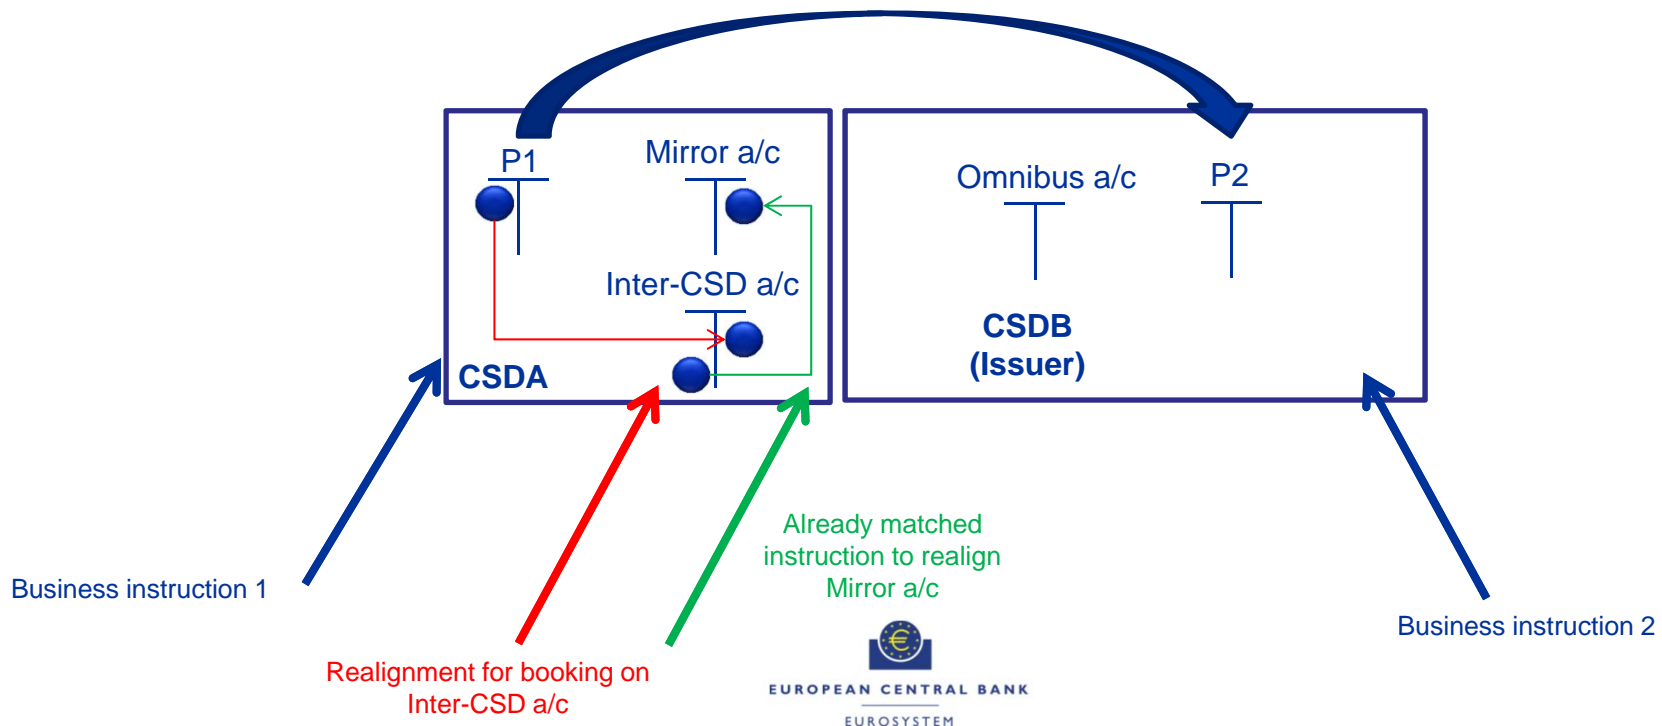 P1
Mirror a/c
Omnibus a/c
P2
Inter-CSD a/c
CSDA
CSDB
(Issuer)
Business instruction 1
Already matched
instruction to realign
Mirror a/c
Business instruction 2
Realignment for booking on
Inter-CSD a/c
€
EUROPEAN CENTRAL BANK
EUROSYSTEM